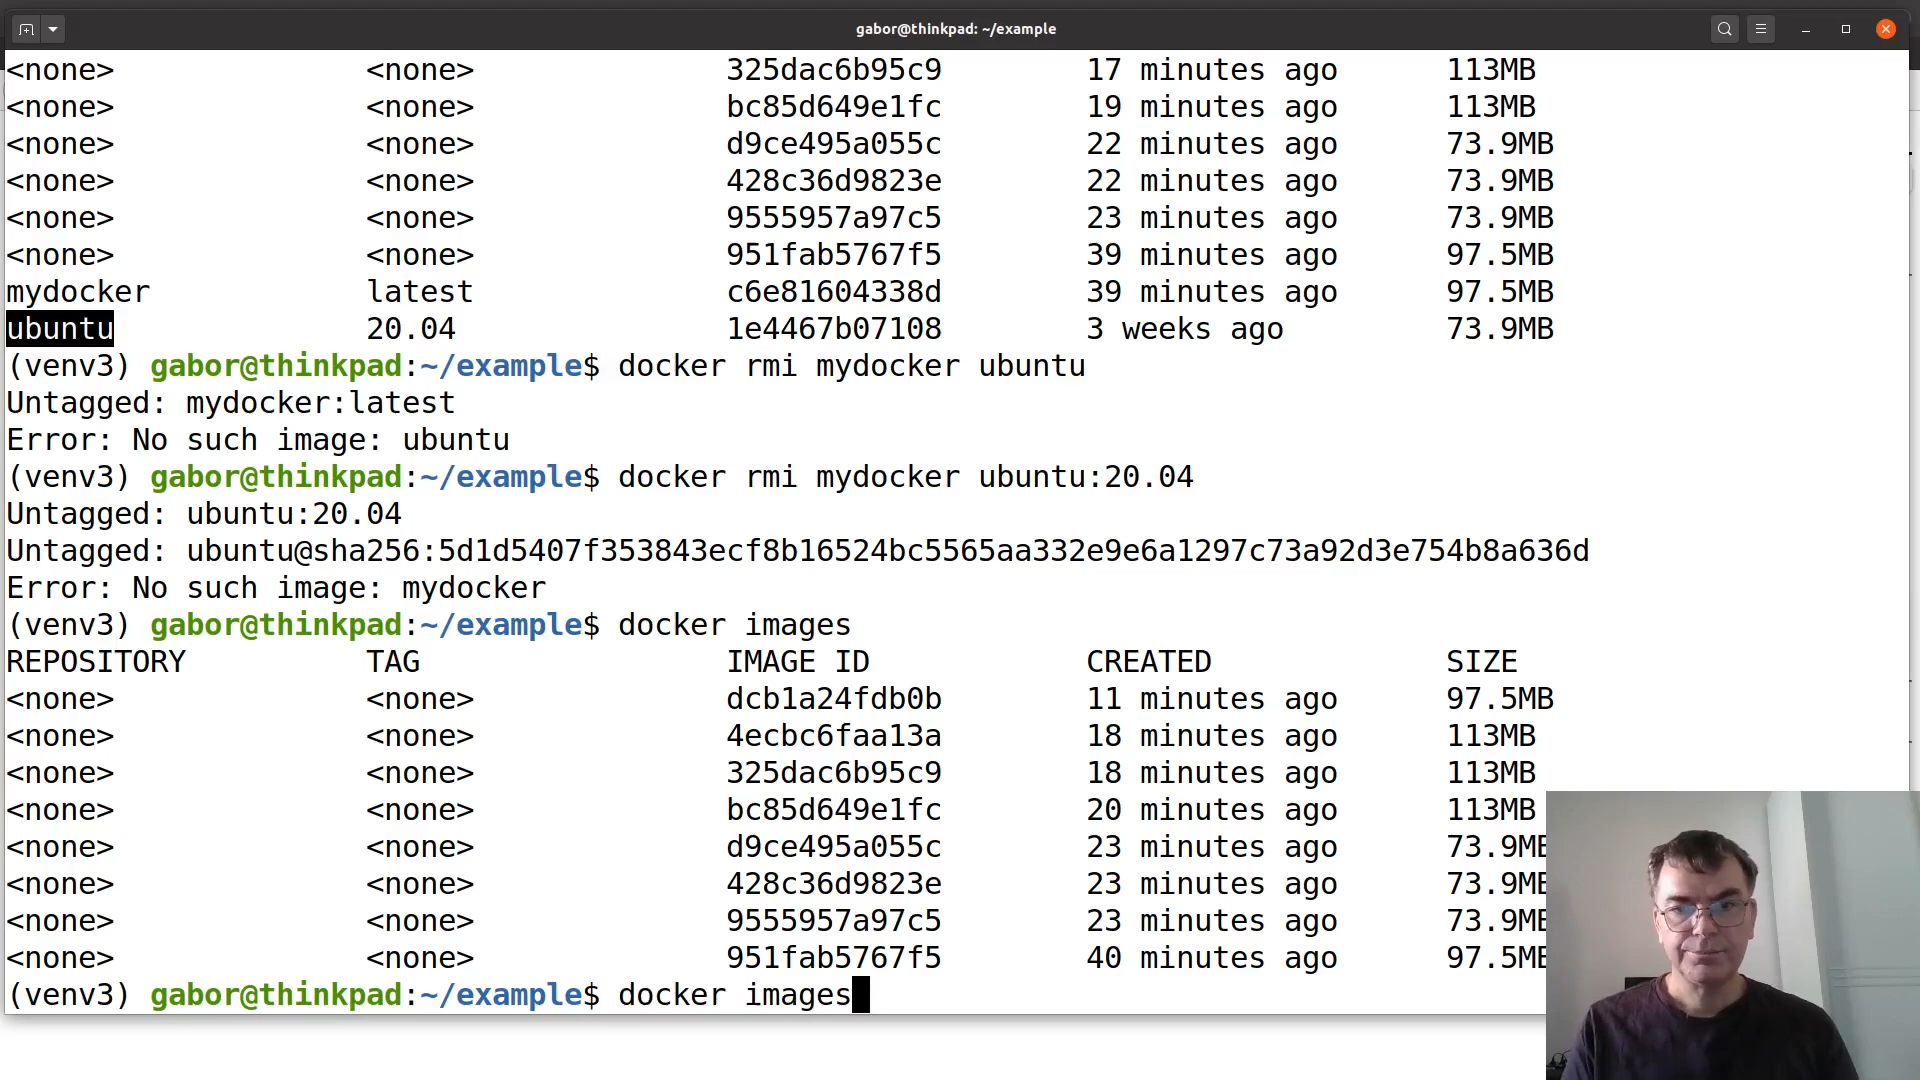 gabor@thinkpad: ~/example
<none> <none> 325dac6b95c9 17 minutes ago 113MB
<none> <none> bc85d649e1fc 19 minutes ago 113MB
<none> <none> d9ce495a055c 22 minutes ago 73.9MB
<none> <none> 428c36d9823e 22 minutes ago 73.9MB
<none> <none> 9555957a97c5 23 minutes ago 73.9MB
<none> <none> 951fab5767f5 39 minutes ago 97.5MB
mydocker latest c6e81604338d 39 minutes ago 97.5MB
ubuntu 20.04 1e4467b07108 3 weeks ago 73.9MB
(venv3) gabor@thinkpad:~/example$ docker rmi mydocker ubuntu
Untagged: mydocker:latest
Error: No such image: ubuntu
(venv3) gabor@thinkpad:~/example$ docker rmi mydocker ubuntu:20.04
Untagged: ubuntu:20.04
Untagged: ubuntu@sha256:5d1d5407f353843ecf8b16524bc5565aa332e9e6a1297c73a92d3e754b8a636d
Error: No such image: mydocker
(venv3) gabor@thinkpad:~/example$ docker images
REPOSITORY TAG IMAGE ID CREATED SIZE
<none> <none> dcb1a24fdb0b 11 minutes ago 97.5MB
<none> <none> 4ecbc6faa13a 18 minutes ago 113MB
<none> <none> 325dac6b95c9 18 minutes ago 113MB
<none> <none> bc85d649e1fc 20 minutes ago 113MB
<none> <none> d9ce495a055c 23 minutes ago 73.9MB
<none> <none> 428c36d9823e 23 minutes ago 73.9MB
<none> <none> 9555957a97c5 23 minutes ago 73.9MB
<none> <none> 951fab5767f5 40 minutes ago 97.5MB
(venv3) gabor@thinkpad:~/example$ docker images